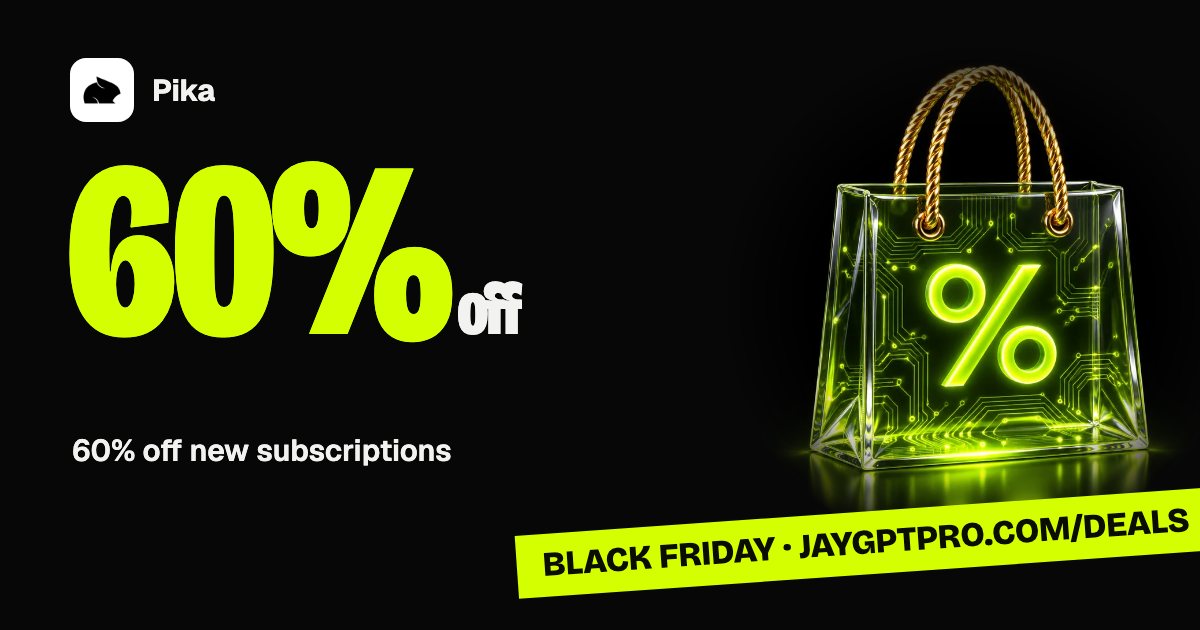 Pika
60% off
60% off new subscriptions
%
BLACK FRIDAY · JAYGPTPRO.COM/DEALS